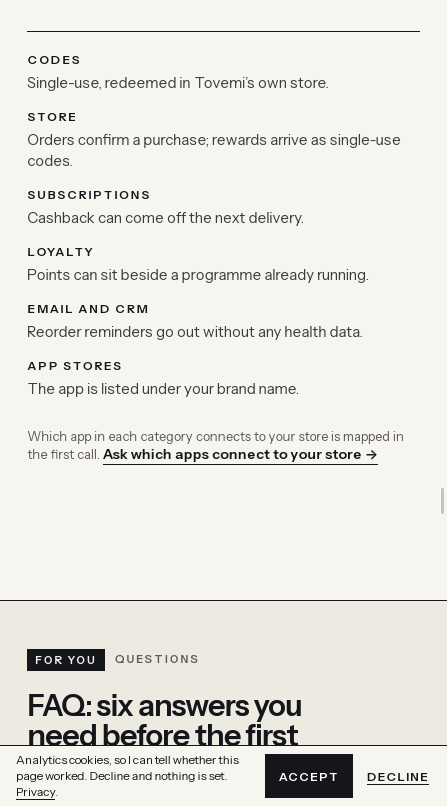 CODES
Single-use, redeemed in Tovemi's own store.
STORE
Orders confirm a purchase; rewards arrive as single-use
codes.
SUBSCRIPTIONS
Cashback can come off the next delivery.
LOYALTY
Points can sit beside a programme already running.
EMAIL AND CRM
Reorder reminders go out without any health data.
APP STORES
The app is listed under your brand name.
Which app in each category connects to your store is mapped in
the first call. Ask which apps connect to your store →
FOR YOU QUESTIONS
FAQ: six answers you
need before the first
Analytics cookies, so I can tell whether this
page worked. Decline and nothing is set.
Privacy.
ACCEPT DECLINE